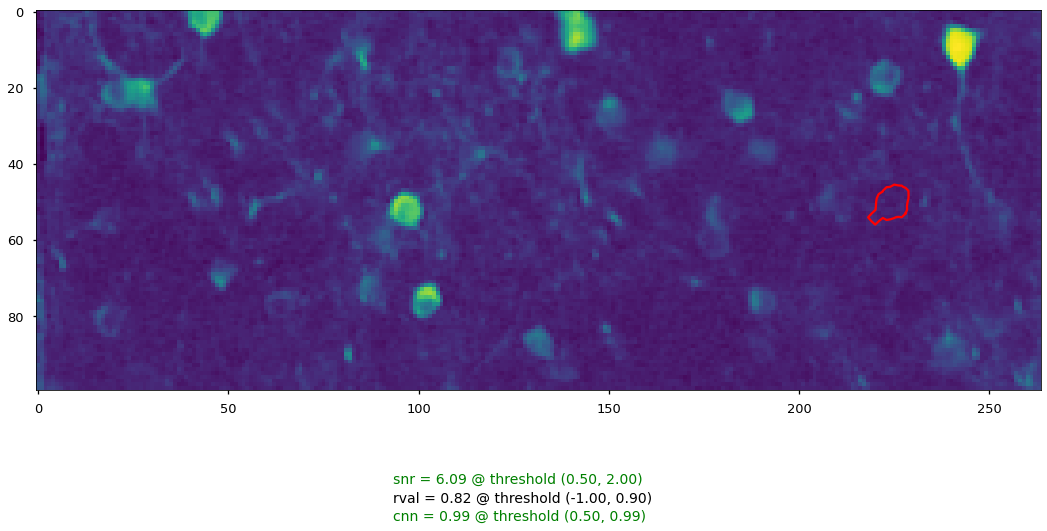 0
20
40
60
80
0 50 100 150 200 250
snr = 6.09 @ threshold (0.50, 2.00)
rval = 0.82 @ threshold (-1.00, 0.90)
cnn = 0.99 @ threshold (0.50, 0.99)